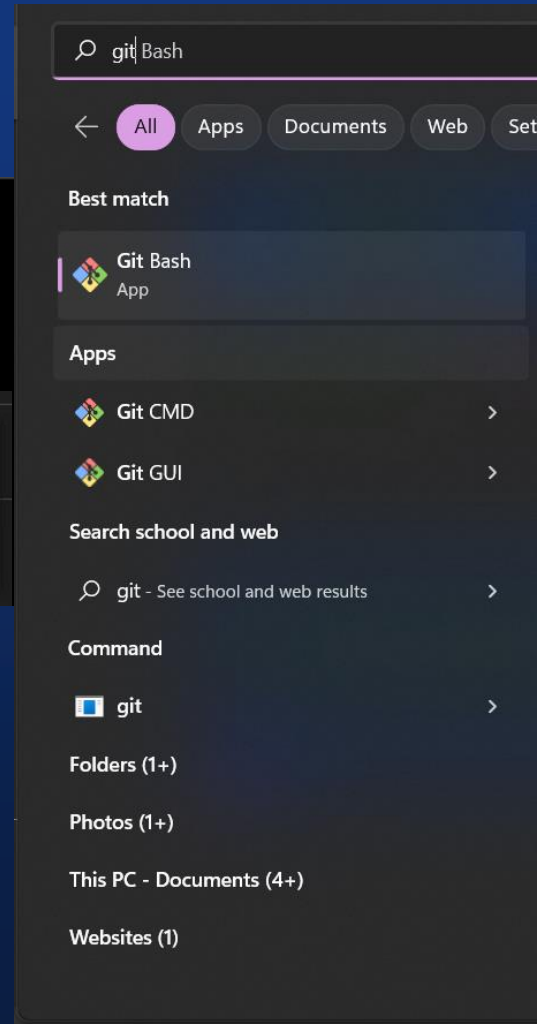 git Bash
All Apps Documents Web Set
Best match
Git Bash
App
Apps
Git CMD
Git GUI
Search school and web
git - See school and web results
Command
git
Folders (1+)
Photos (1+)
This PC - Documents (4+)
Websites (1)